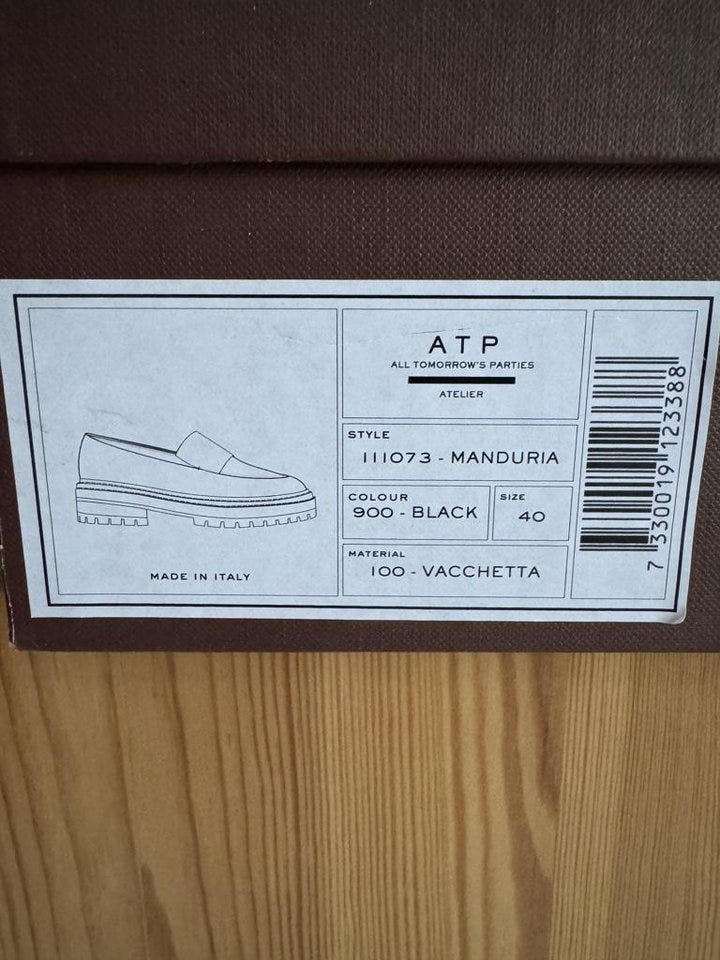 ATP
ALL TOMORROW'S PARTIES
ATELIER
STYLE
111073 - MANDURIA
COLOUR
900 - BLACK
SIZE
40
MATERIAL
100 - VACCHETTA
MADE IN ITALY
7 330019 123388